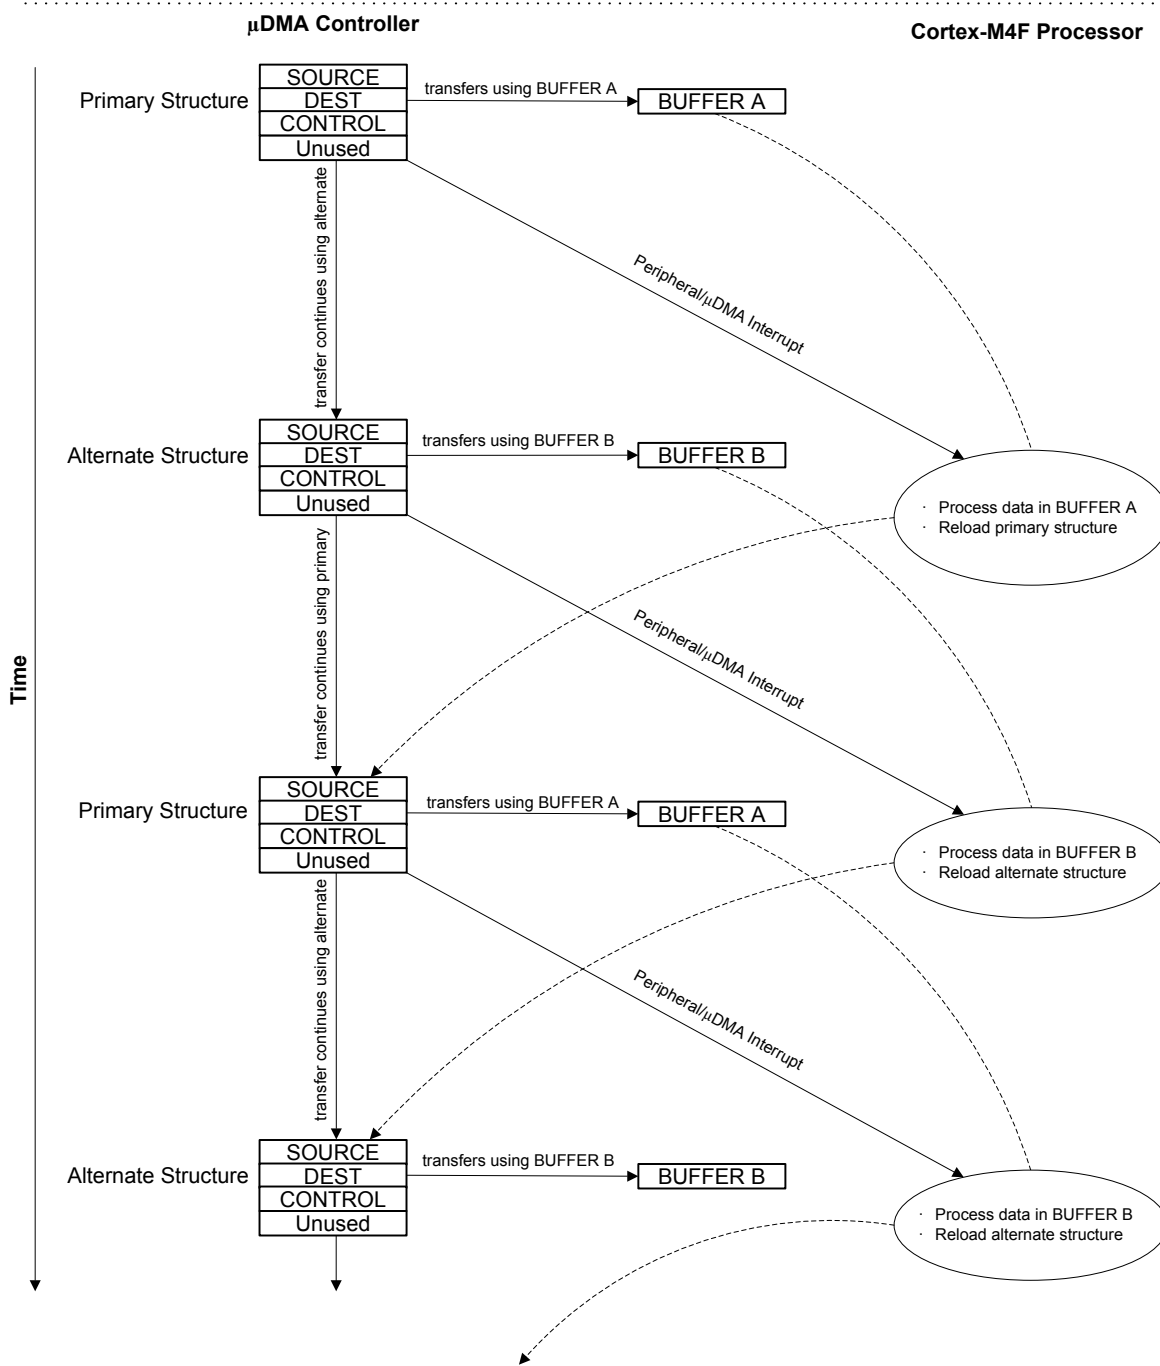 µDMA Controller
Cortex-M4F Processor
SOURCE
Primary Structure
DEST
transfers using BUFFER A
BUFFER A
CONTROL
Unused
transfer continues using alternate
Peripheral/µDMA Interrupt
SOURCE
Alternate Structure
DEST
transfers using BUFFER B
BUFFER B
CONTROL
Unused
· Process data in BUFFER A
· Reload primary structure
transfer continues using primary
Peripheral/µDMA Interrupt
Time
SOURCE
Primary Structure
DEST
transfers using BUFFER A
BUFFER A
CONTROL
Unused
· Process data in BUFFER B
· Reload alternate structure
transfer continues using alternate
Peripheral/µDMA Interrupt
SOURCE
Alternate Structure
DEST
transfers using BUFFER B
BUFFER B
CONTROL
Unused
· Process data in BUFFER B
· Reload alternate structure